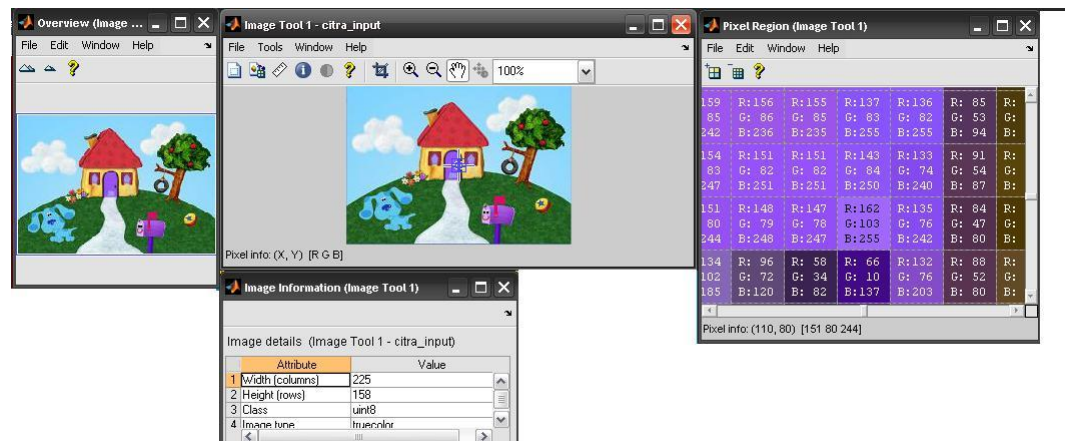 Overview (Image ...
File Edit Window Help
Image Tool 1 - citra_input
File Tools Window Help
100%
Pixel info: (X, Y) [R G B]
Image Information (Image Tool 1)
Image details (Image Tool 1 - citra_input)
Attribute Value
1 Width (columns) 225
2 Height (rows) 158
3 Class uint8
4 Image type truecolor
Pixel Region (Image Tool 1)
File Edit Window Help
159 R:156 R:155 R:137 R:136 R: 85 R:
85 G: 86 G: 85 G: 83 G: 82 G: 53 G:
242 B:236 B:235 B:255 B:255 B: 94 B:
154 R:151 R:151 R:143 R:133 R: 91 R:
83 G: 82 G: 82 G: 84 G: 74 G: 54 G:
247 B:251 B:251 B:250 B:240 B: 87 B:
151 R:148 R:147 R:162 R:135 R: 84 R:
80 G: 79 G: 78 G:103 G: 76 G: 47 G:
244 B:248 B:247 B:255 B:242 B: 80 B:
134 R: 96 R: 58 R: 66 R:132 R: 88 R:
102 G: 72 G: 34 G: 10 G: 76 G: 52 G:
185 B:120 B: 82 B:137 B:203 B: 80 B:
Pixel info: (110, 80) [151 80 244]